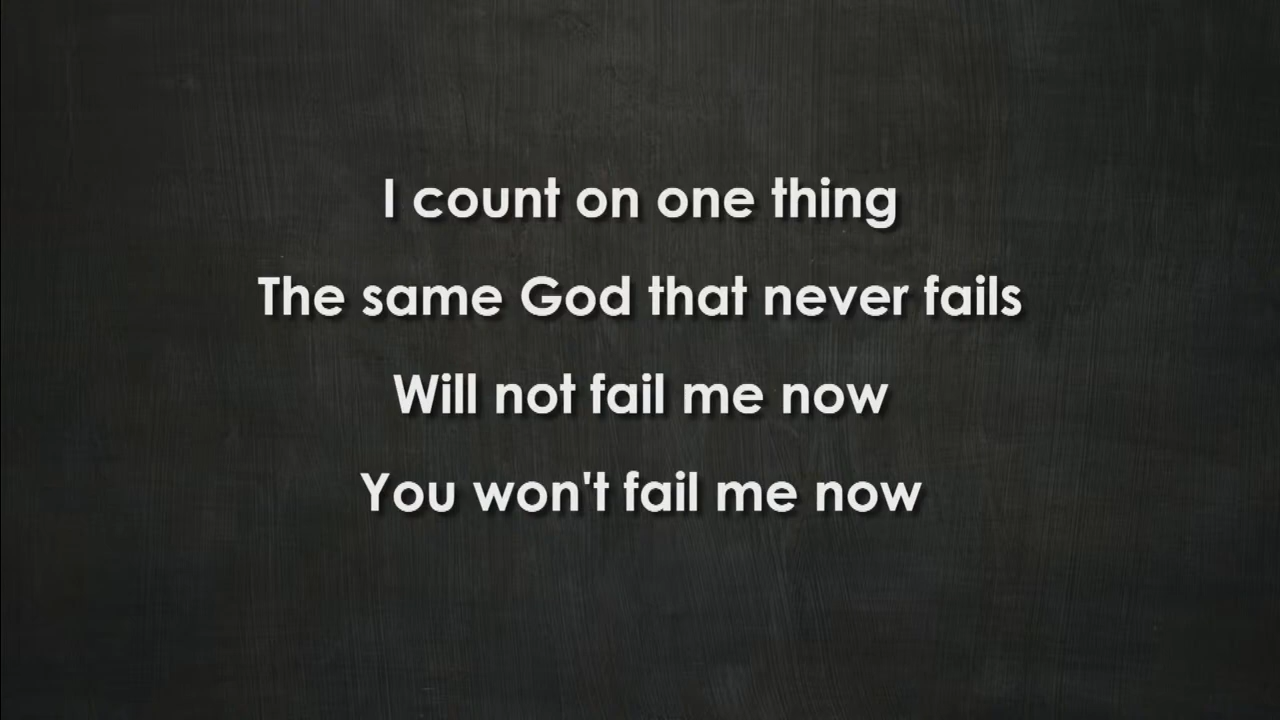 I count on one thing
The same God that never fails
Will not fail me now
You won't fail me now